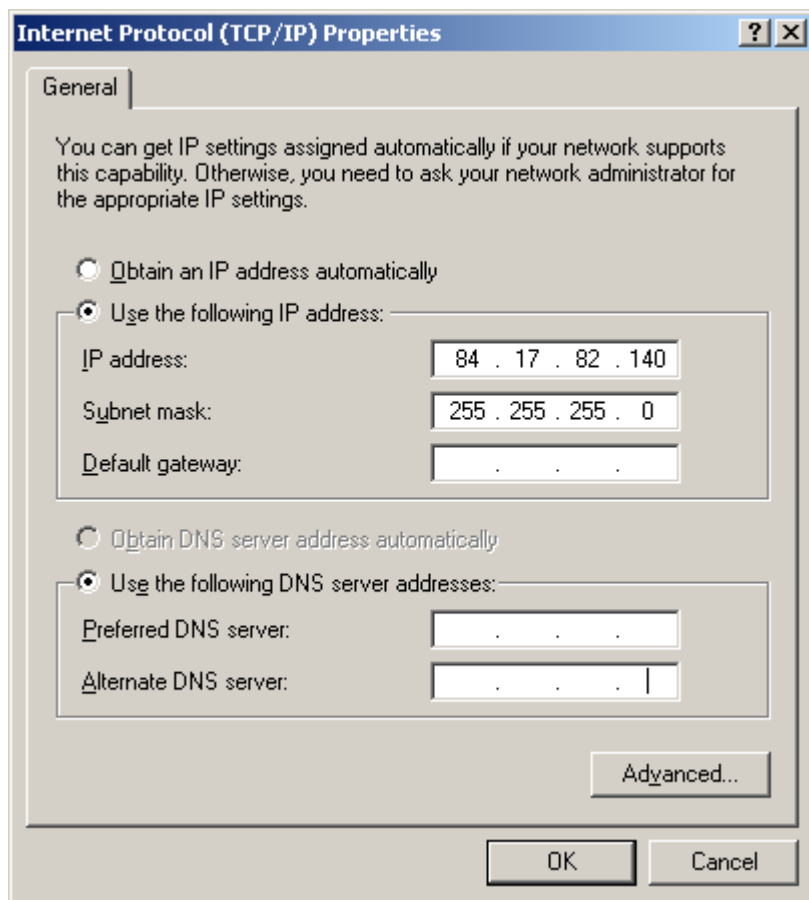 Internet Protocol (TCP/IP) Properties
General
You can get IP settings assigned automatically if your network supports
this capability. Otherwise, you need to ask your network administrator for
the appropriate IP settings.
Obtain an IP address automatically
Use the following IP address:
IP address: 84 . 17 . 82 . 140
Subnet mask: 255 . 255 . 255 . 0
Default gateway: . . .
Obtain DNS server address automatically
Use the following DNS server addresses:
Preferred DNS server: . . .
Alternate DNS server: . . .
Advanced...
OK Cancel